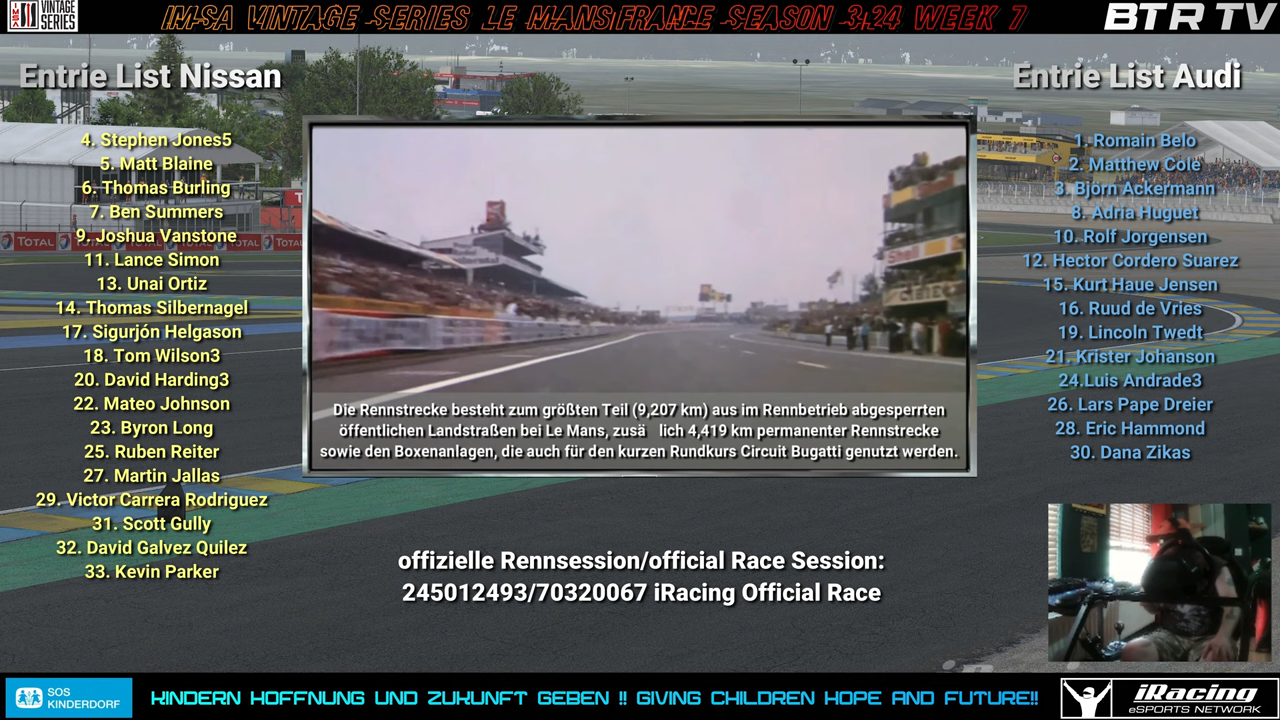 IMSA
VINTAGE
SERIES
IMSA VINTAGE SERIES LE MANS FRANCE SEASON 3/24 WEEK 7
BTR TV
Entrie List Nissan
4. Stephen Jones5
5. Matt Blaine
6. Thomas Burling
7. Ben Summers
9. Joshua Vanstone
11. Lance Simon
13. Unai Ortiz
14. Thomas Silbernagel
17. Sigurjón Helgason
18. Tom Wilson3
20. David Harding3
22. Mateo Johnson
23. Byron Long
25. Ruben Reiter
27. Martin Jallas
29. Victor Carrera Rodriguez
31. Scott Gully
32. David Galvez Quilez
33. Kevin Parker
Entrie List Audi
1. Romain Belo
2. Matthew Cole
3. Björn Ackermann
8. Adria Huguet
10. Rolf Jorgensen
12. Hector Cordero Suarez
15. Kurt Haue Jensen
16. Ruud de Vries
19. Lincoln Twedt
21. Krister Johanson
24.Luis Andrade3
26. Lars Pape Dreier
28. Eric Hammond
30. Dana Zikas
TOTAL
TOTAL
TOTAL
TOTAL
Die Rennstrecke besteht zum größten Teil (9,207 km) aus im Rennbetrieb abgesperrten
öffentlichen Landstraßen bei Le Mans, zusä lich 4,419 km permanenter Rennstrecke
sowie den Boxenanlagen, die auch für den kurzen Rundkurs Circuit Bugatti genutzt werden.
offizielle Rennsession/official Race Session:
245012493/70320067 iRacing Official Race
SOS
KINDERDORF
KINDERN HOFFNUNG UND ZUKUNFT GEBEN !! GIVING CHILDREN HOPE AND FUTURE!!
iRacing
eSPORTS NETWORK